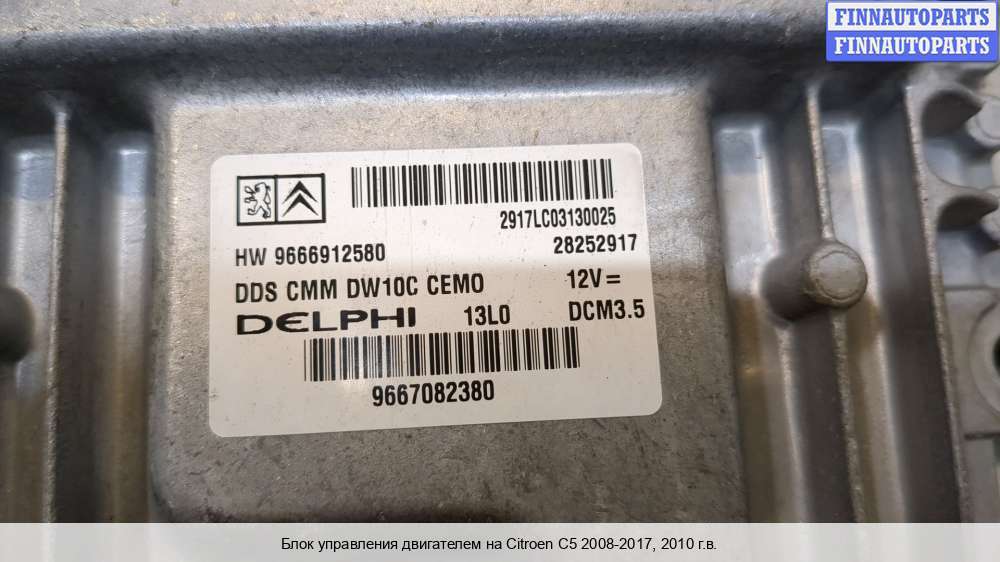 FINNAUTOPARTS
FINNAUTOPARTS
2917LC03130025
HW 9666912580 28252917
DDS CMM DW10C CEMO 12V=
DELPHI 13L0 DCM3.5
9667082380
Блок управления двигателем на Citroen C5 2008-2017, 2010 г.в.